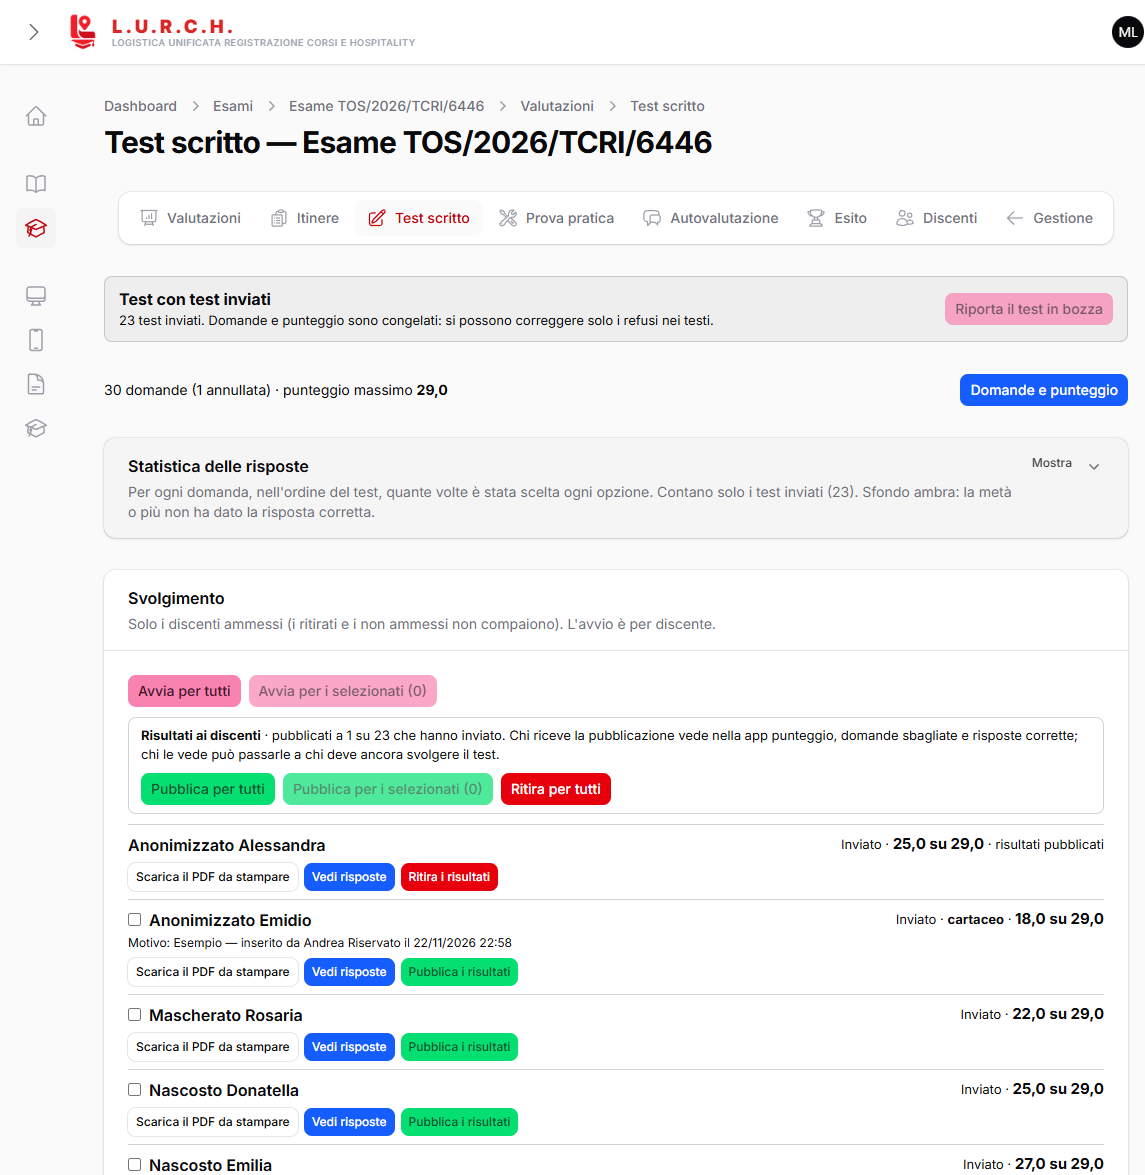 L.U.R.C.H.
LOGISTICA UNIFICATA REGISTRAZIONE CORSI E HOSPITALITY
ML
Dashboard > Esami > Esame TOS/2026/TCRI/6446 > Valutazioni > Test scritto
Test scritto — Esame TOS/2026/TCRI/6446
Valutazioni Itinere Test scritto Prova pratica Autovalutazione Esito Discenti Gestione
Test con test inviati
23 test inviati. Domande e punteggio sono congelati: si possono correggere solo i refusi nei testi.
Riporta il test in bozza
30 domande (1 annullata) · punteggio massimo 29,0
Domande e punteggio
Statistica delle risposte
Mostra
Per ogni domanda, nell'ordine del test, quante volte è stata scelta ogni opzione. Contano solo i test inviati (23). Sfondo ambra: la metà
o più non ha dato la risposta corretta.
Svolgimento
Solo i discenti ammessi (i ritirati e i non ammessi non compaiono). L'avvio è per discente.
Avvia per tutti Avvia per i selezionati (0)
Risultati ai discenti · pubblicati a 1 su 23 che hanno inviato. Chi riceve la pubblicazione vede nella app punteggio, domande sbagliate e risposte corrette;
chi le vede può passarle a chi deve ancora svolgere il test.
Pubblica per tutti Pubblica per i selezionati (0) Ritira per tutti
Anonimizzato Alessandra Inviato · 25,0 su 29,0 · risultati pubblicati
Scarica il PDF da stampare Vedi risposte Ritira i risultati
Anonimizzato Emidio Inviato · cartaceo · 18,0 su 29,0
Motivo: Esempio — inserito da Andrea Riservato il 22/11/2026 22:58
Scarica il PDF da stampare Vedi risposte Pubblica i risultati
Mascherato Rosaria Inviato · 22,0 su 29,0
Scarica il PDF da stampare Vedi risposte Pubblica i risultati
Nascosto Donatella Inviato · 25,0 su 29,0
Scarica il PDF da stampare Vedi risposte Pubblica i risultati
Nascosto Emilia Inviato · 27,0 su 29,0